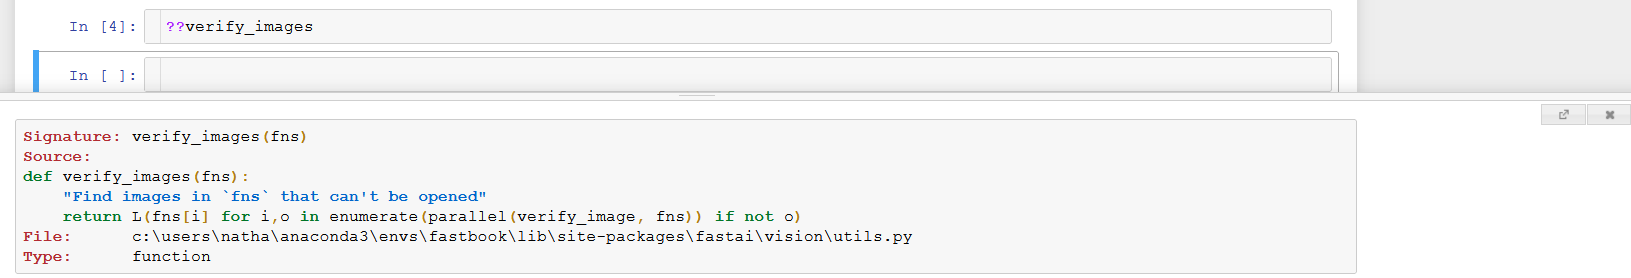 In [4]: ??verify_images
In [ ]:
Signature: verify_images(fns)
Source:
def verify_images(fns):
    "Find images in `fns` that can't be opened"
    return L(fns[i] for i,o in enumerate(parallel(verify_image, fns)) if not o)
File:      c:\users\natha\anaconda3\envs\fastbook\lib\site-packages\fastai\vision\utils.py
Type:      function